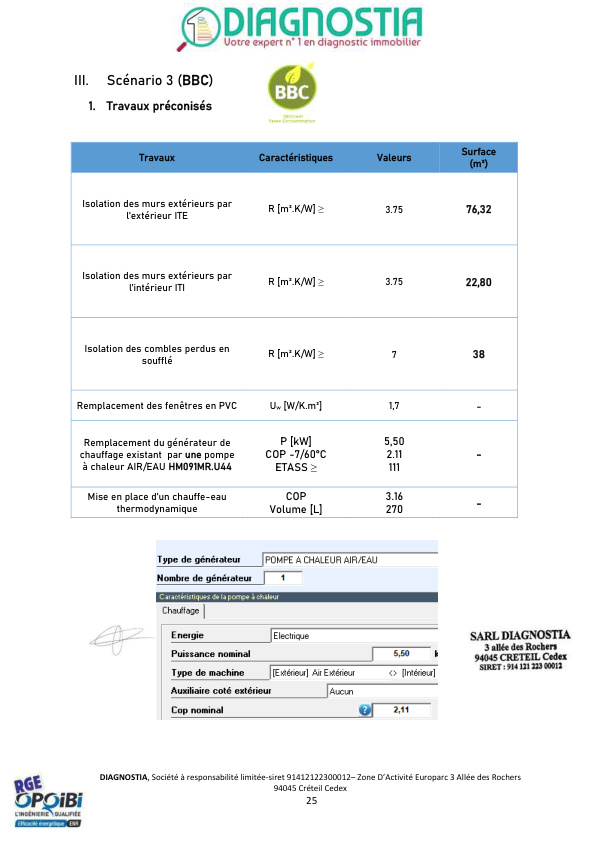 DIAGNOSTIA
Votre expert n°1 en diagnostic immobilier
III. Scénario 3 (BBC)
BBC
1. Travaux préconisés
Travaux Caractéristiques Valeurs Surface (m²)
Isolation des murs extérieurs par
l'extérieur ITE
R [m².K/W] ≥ 3.75 76,32
Isolation des murs extérieurs par
l'intérieur ITI
R [m².K/W] ≥ 3.75 22,80
Isolation des combles perdus en
soufflé
R [m².K/W] ≥ 7 38
Remplacement des fenêtres en PVC Uw [W/K.m²] 1,7 -
Remplacement du générateur de
chauffage existant par une pompe
à chaleur AIR/EAU HM091MR.U44
P [kW] 5,50
COP -7/60°C 2.11
ETASS ≥ 111
-
Mise en place d'un chauffe-eau
thermodynamique
COP 3.16
Volume [L] 270
-
Type de générateur POMPE A CHALEUR AIR/EAU
Nombre de générateur 1
Caractéristiques de la pompe à chaleur
Chauffage
Energie Electrique
Puissance nominal 5,50 k
Type de machine [Extérieur] Air Extérieur <> [Intérieur]
Auxiliaire coté extérieur Aucun
Cop nominal ? 2,11
SARL DIAGNOSTIA
3 allée des Rochers
94045 CRETEIL Cedex
SIRET : 914 121 223 00012
DIAGNOSTIA, Société à responsabilité limitée-siret 91412122300012– Zone D'Activité Europarc 3 Allée des Rochers
94045 Créteil Cedex
25
RGE
OPQiBi
L'INGÉNIERIE QUALIFIÉE
Efficacité énergétique ENR